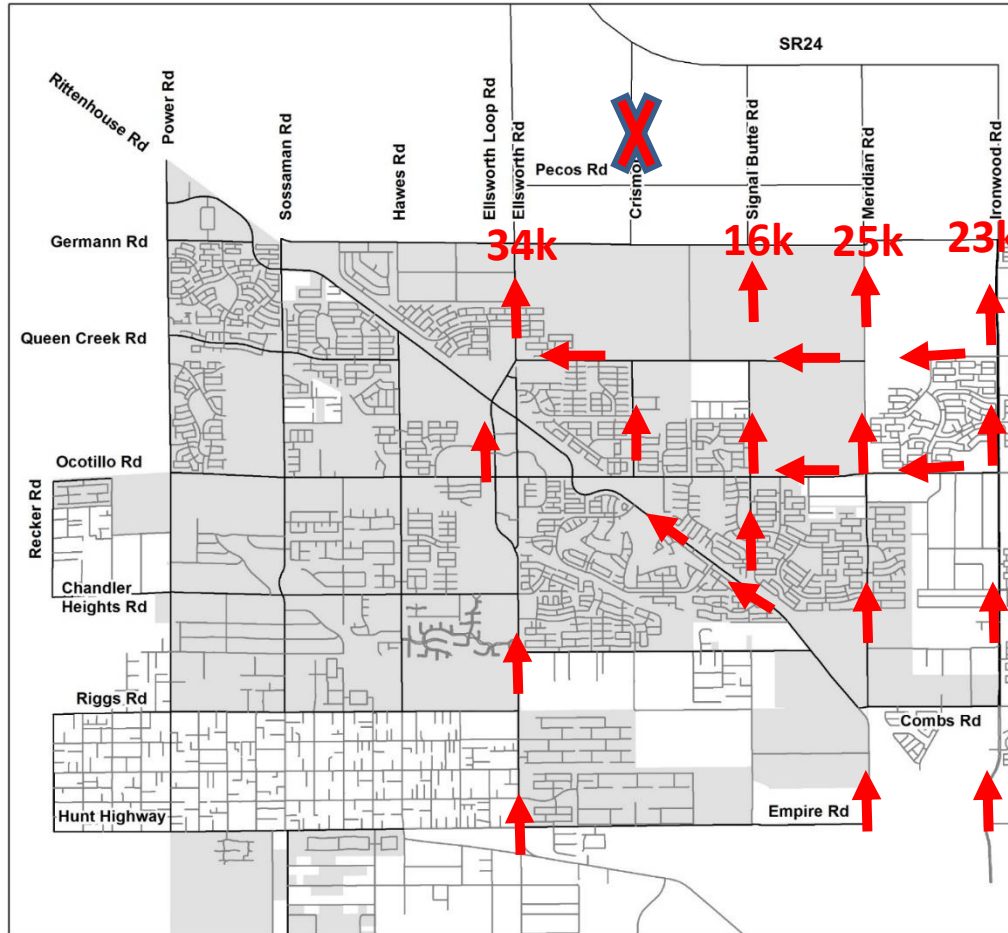 SR24
Rittenhouse Rd
Power Rd
Sossaman Rd
Hawes Rd
Ellsworth Loop Rd
Ellsworth Rd
Crismo
Signal Butte Rd
Meridian Rd
Ironwood Rd
Pecos Rd
Germann Rd
34k
16k
25k
23k
Queen Creek Rd
Ocotillo Rd
Recker Rd
Chandler
Heights Rd
Riggs Rd
Combs Rd
Hunt Highway
Empire Rd